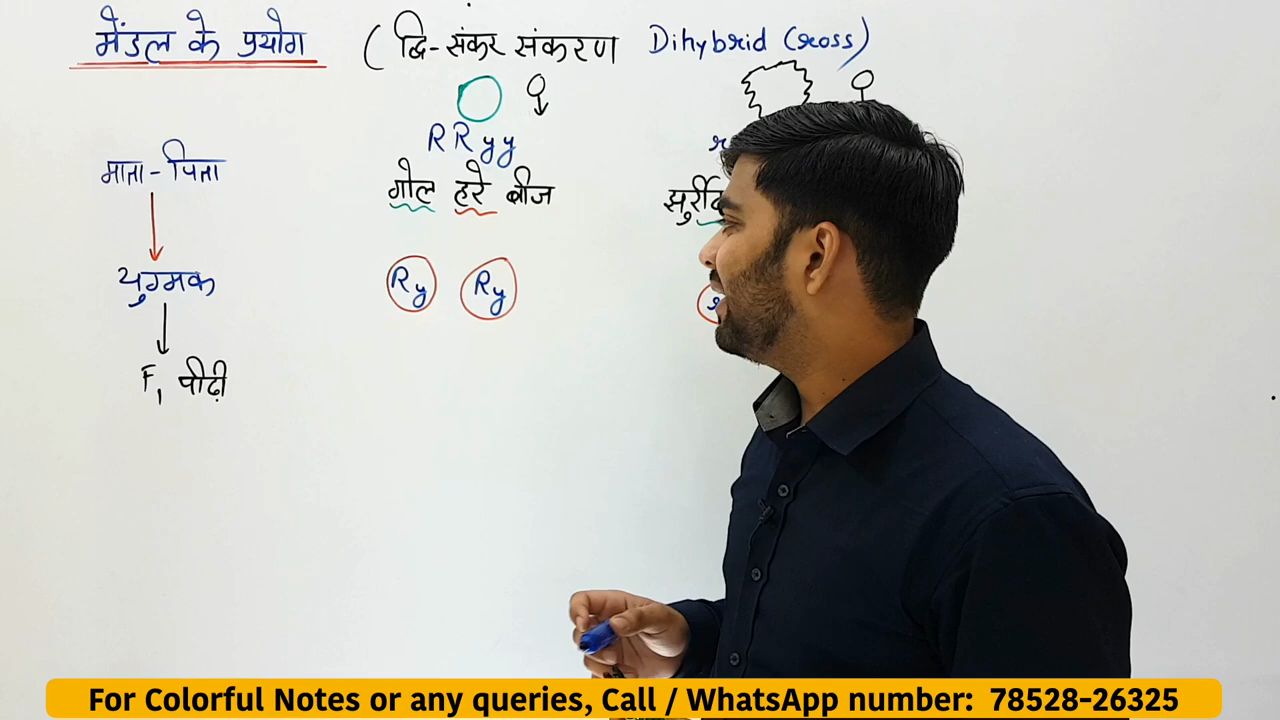 मेंडल के प्रयोग ( द्वि-संकर संकरण Dihybrid Cross)
RRyy
माता-पिता
गोल हरे बीज
युग्मक
Ry Ry
F1 पीढ़ी
For Colorful Notes or any queries, Call / WhatsApp number: 78528-26325